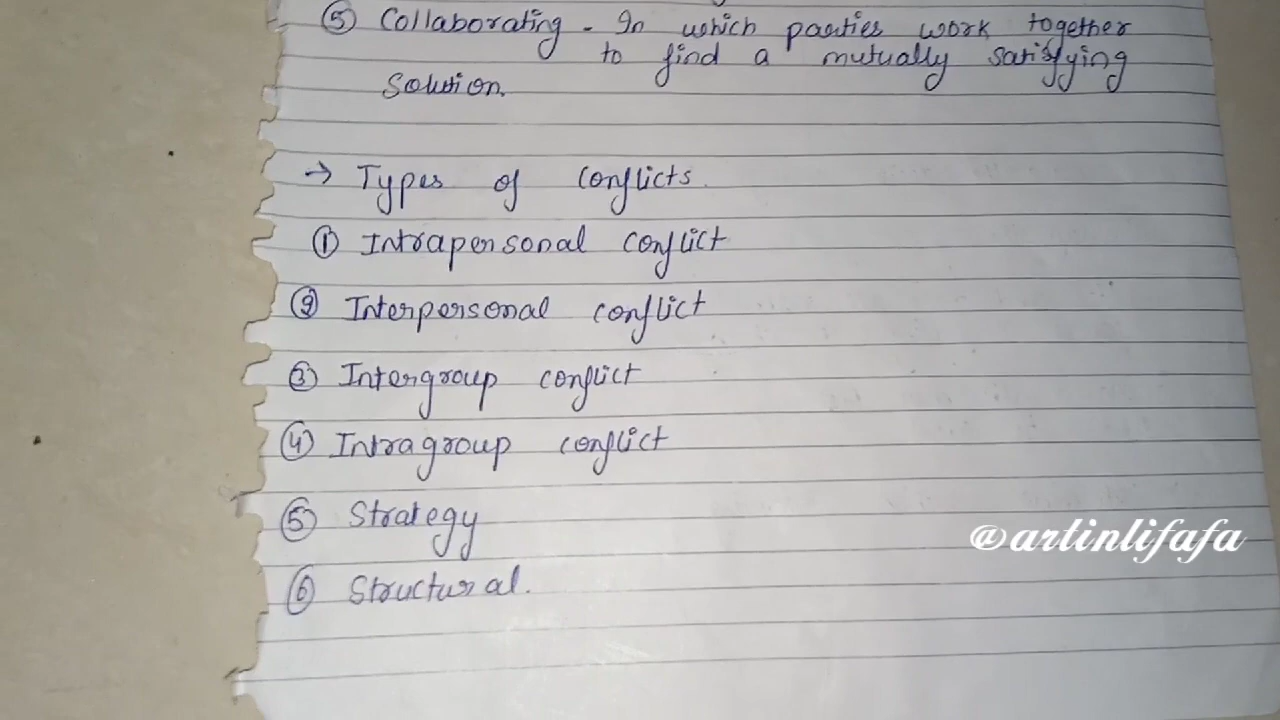 ⑤ Collaborating - In which parties work together
to find a mutually satisfying
Solution.
→ Types of conflicts.
① Intrapersonal conflict
② Interpersonal conflict
③ Intergroup conflict
④ Intragroup conflict
⑤ Strategy
⑥ Structural.
@artinlifafa